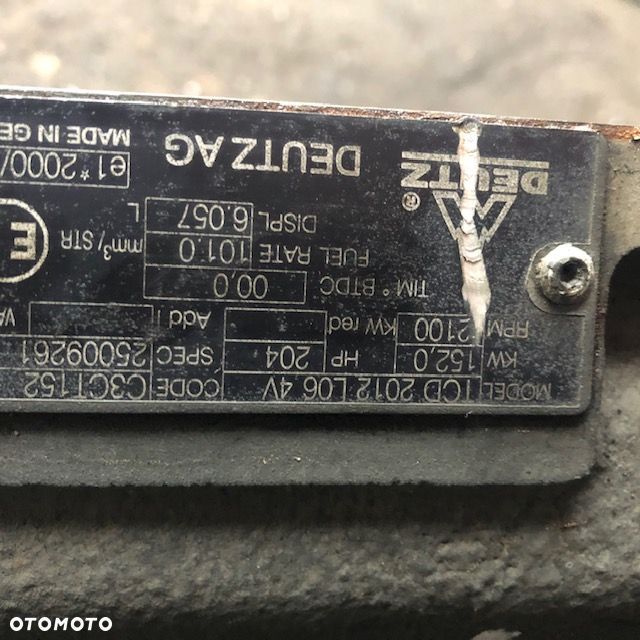 MODEL TCD 2012 L06 4V CODE C3CT152
KW 152,0 HP 204 SPEC 25009261
RPM 2100 KW red. Add
TIM ° BTDC 00,0
FUEL RATE 101.0 mm³/STR
DISPL 6.057 L
E
DEUTZ ®
DEUTZ AG
e1*2000/
MADE IN GE
OTOMOTO